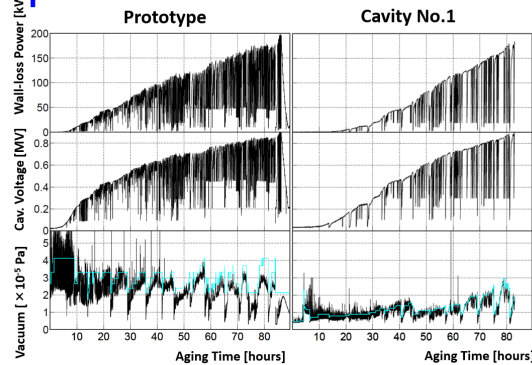 Prototype
Cavity No.1
Wall-loss Power [kV
200
150
100
50
0
Cav. Voltage [MV]
0.8
0.6
0.4
0.2
0
Vacuum [× 10⁻⁵ Pa]
5
4
3
2
1
0
10 20 30 40 50 60 70 80
10 20 30 40 50 60 70 80
Aging Time [hours]
Aging Time [hours]